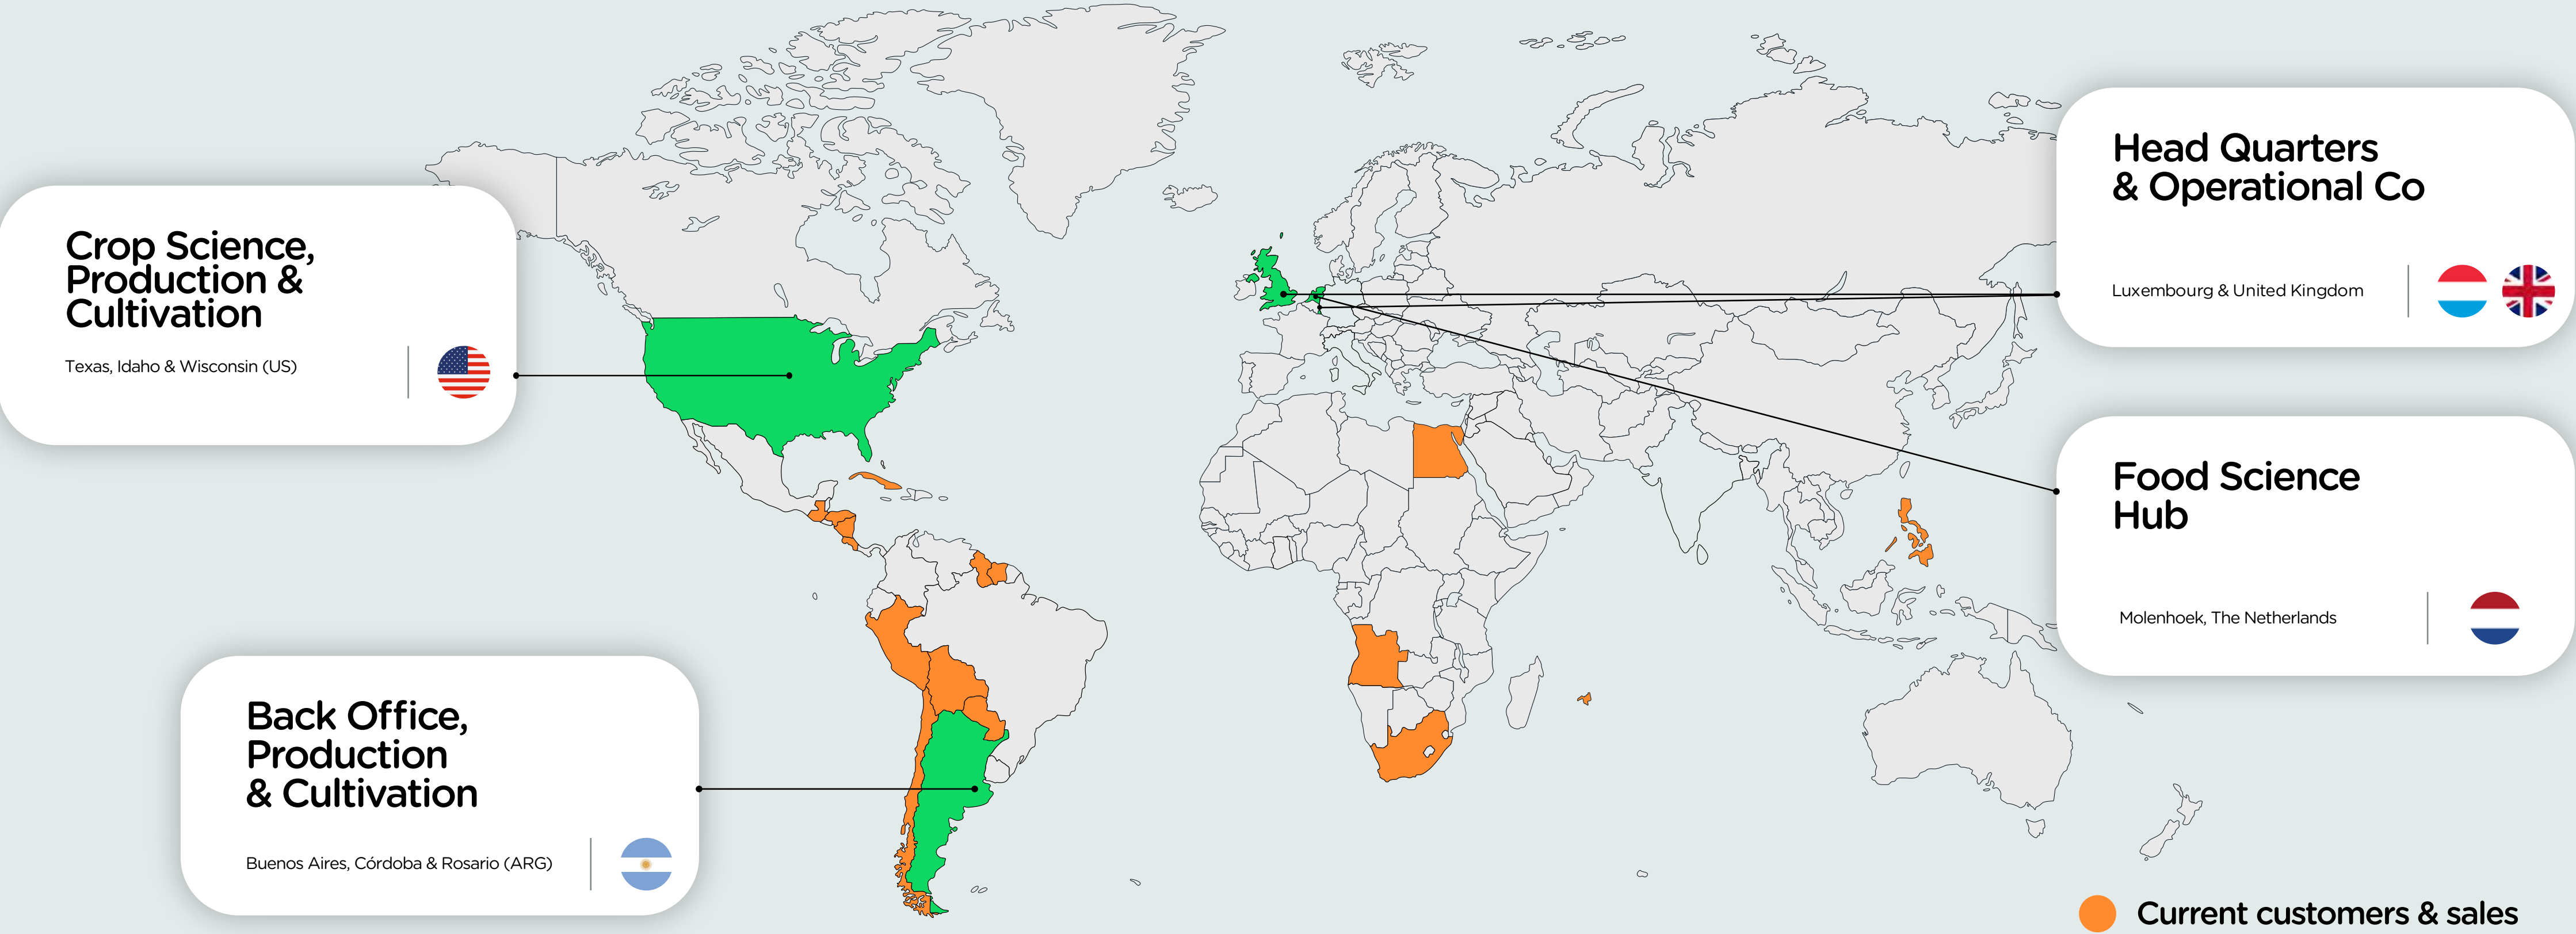 Crop Science,
Production &
Cultivation
Texas, Idaho & Wisconsin (US)
Back Office,
Production
& Cultivation
Buenos Aires, Córdoba & Rosario (ARG)
Head Quarters
& Operational Co
Luxembourg & United Kingdom
Food Science
Hub
Molenhoek, The Netherlands
Current customers & sales